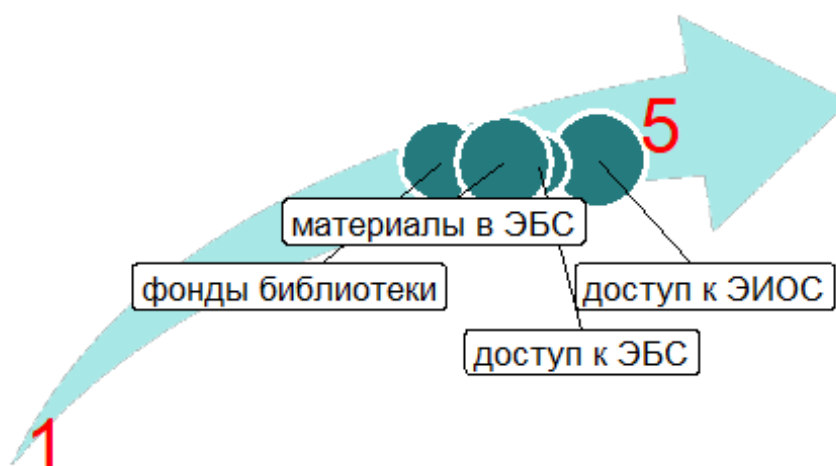 5
материалы в ЭБС
фонды библиотеки
доступ к ЭИОС
доступ к ЭБС
1